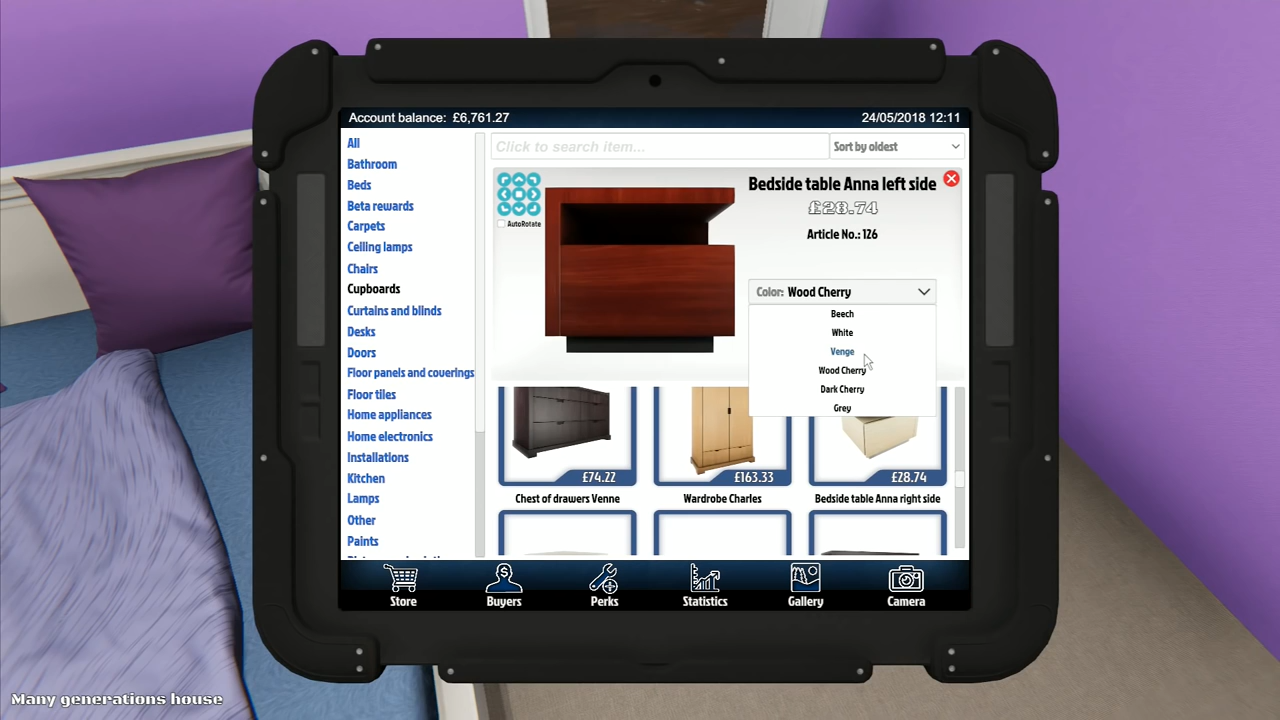 Account balance: £6,761.27
24/05/2018 12:11
All
Bathroom
Beds
Beta rewards
Carpets
Ceiling lamps
Chairs
Cupboards
Curtains and blinds
Desks
Doors
Floor panels and coverings
Floor tiles
Home appliances
Home electronics
Installations
Kitchen
Lamps
Other
Paints
Click to search item...
Sort by oldest
AutoRotate
Bedside table Anna left side
£28.74
Article No.: 126
Color: Wood Cherry
Beech
White
Venge
Wood Cherry
Dark Cherry
Grey
£74.22
£163.33
£28.74
Chest of drawers Venne
Wardrobe Charles
Bedside table Anna right side
Store
Buyers
Perks
Statistics
Gallery
Camera
Many generations house